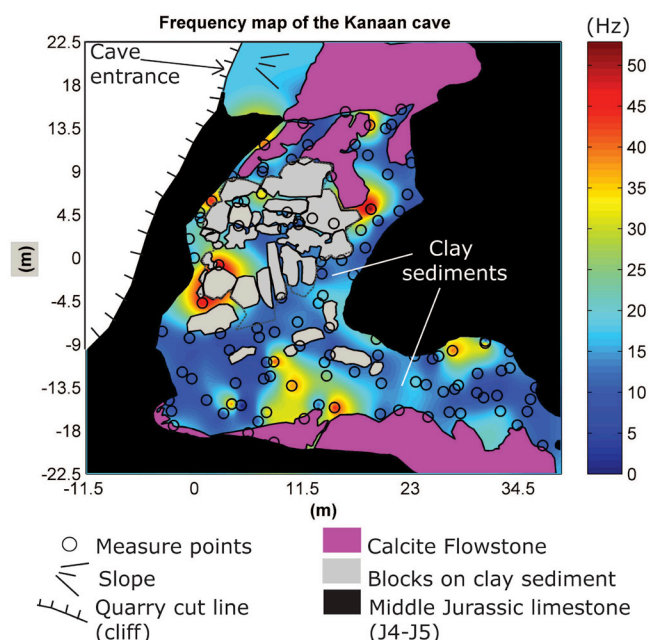 Frequency map of the Kanaan cave
(Hz)
Cave
entrance
22.5
18
13.5
9
4.5
0
-4.5
-9
-13.5
-18
-22.5
(m)
Clay
sediments
50
45
40
35
30
25
20
15
10
5
0
-11.5 0 11.5 23 34.5
(m)
Measure points
Slope
Quarry cut line
(cliff)
Calcite Flowstone
Blocks on clay sediment
Middle Jurassic limestone
(J4-J5)